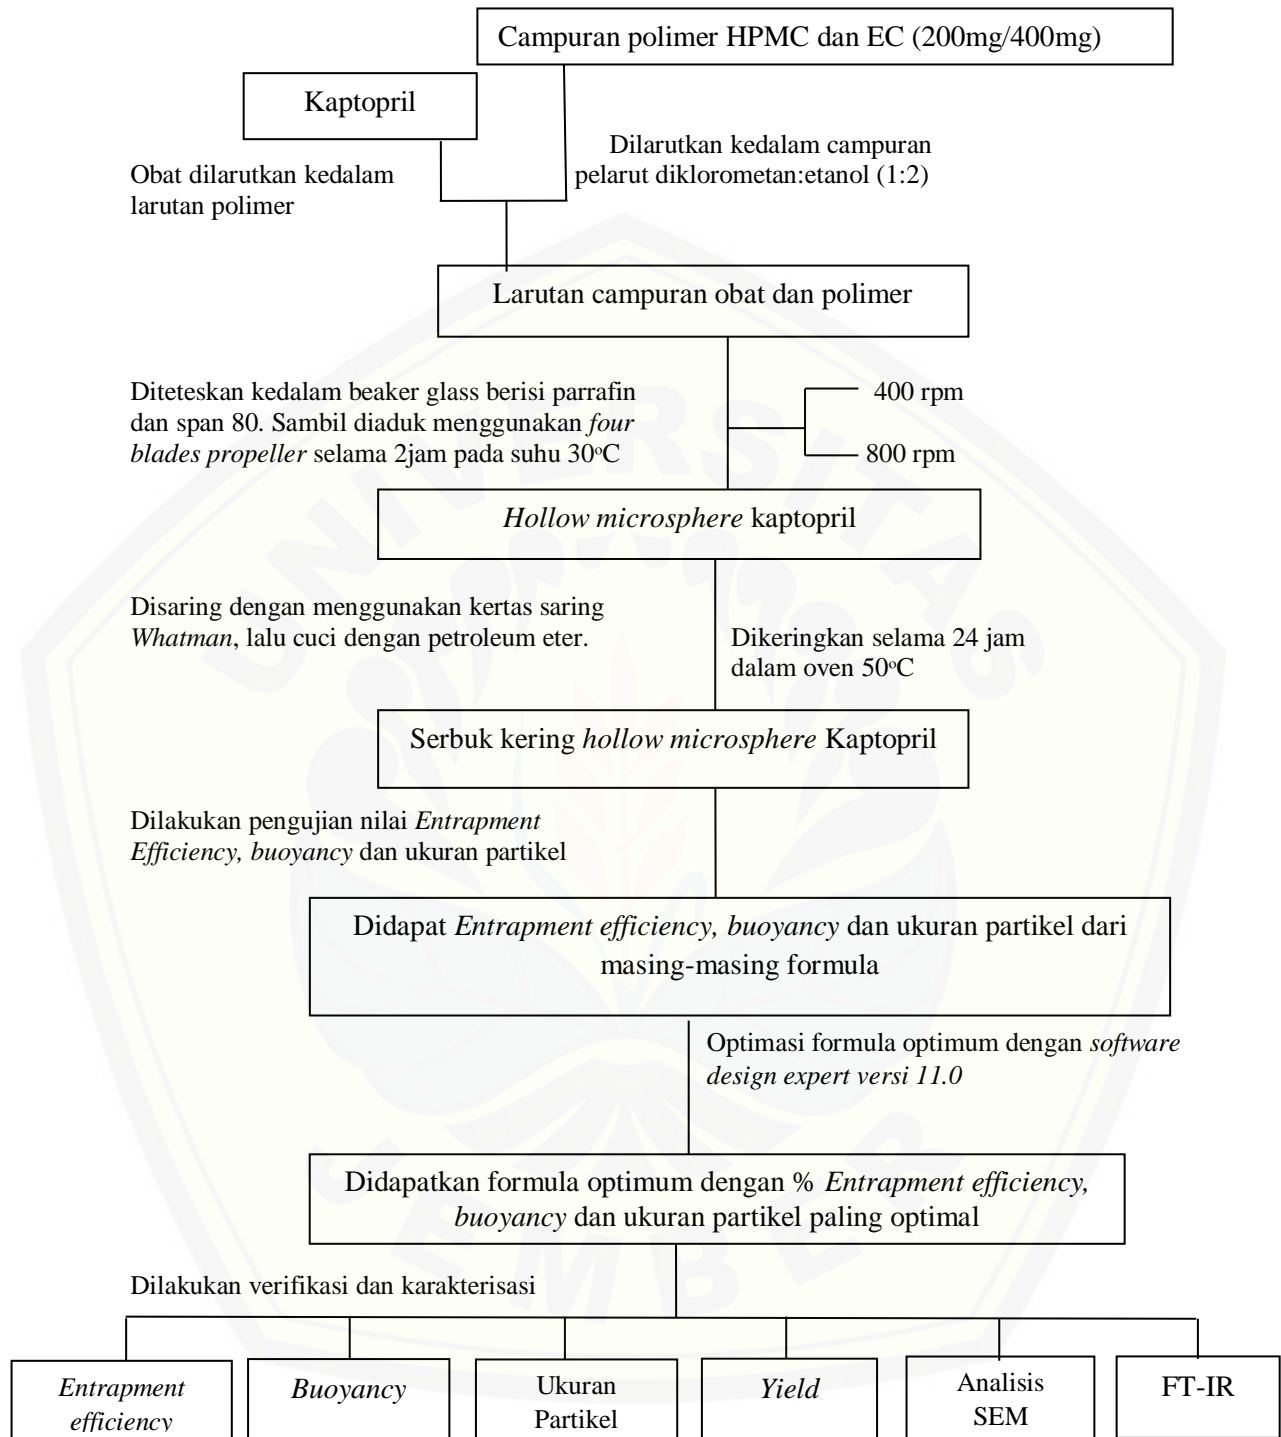 Campuran polimer HPMC dan EC (200mg/400mg)
Kaptopril
Dilarutkan kedalam campuran
pelarut diklorometan:etanol (1:2)
Obat dilarutkan kedalam
larutan polimer
Larutan campuran obat dan polimer
Diteteskan kedalam beaker glass berisi parrafin
dan span 80. Sambil diaduk menggunakan four
blades propeller selama 2jam pada suhu 30°C
400 rpm
800 rpm
Hollow microsphere kaptopril
Disaring dengan menggunakan kertas saring
Whatman, lalu cuci dengan petroleum eter.
Dikeringkan selama 24 jam
dalam oven 50°C
Serbuk kering hollow microsphere Kaptopril
Dilakukan pengujian nilai Entrapment
Efficiency, buoyancy dan ukuran partikel
Didapat Entrapment efficiency, buoyancy dan ukuran partikel dari
masing-masing formula
Optimasi formula optimum dengan software
design expert versi 11.0
Didapatkan formula optimum dengan % Entrapment efficiency,
buoyancy dan ukuran partikel paling optimal
Dilakukan verifikasi dan karakterisasi
Entrapment
efficiency
Buoyancy
Ukuran
Partikel
Yield
Analisis
SEM
FT-IR
UNIVERSITAS
JEMBER